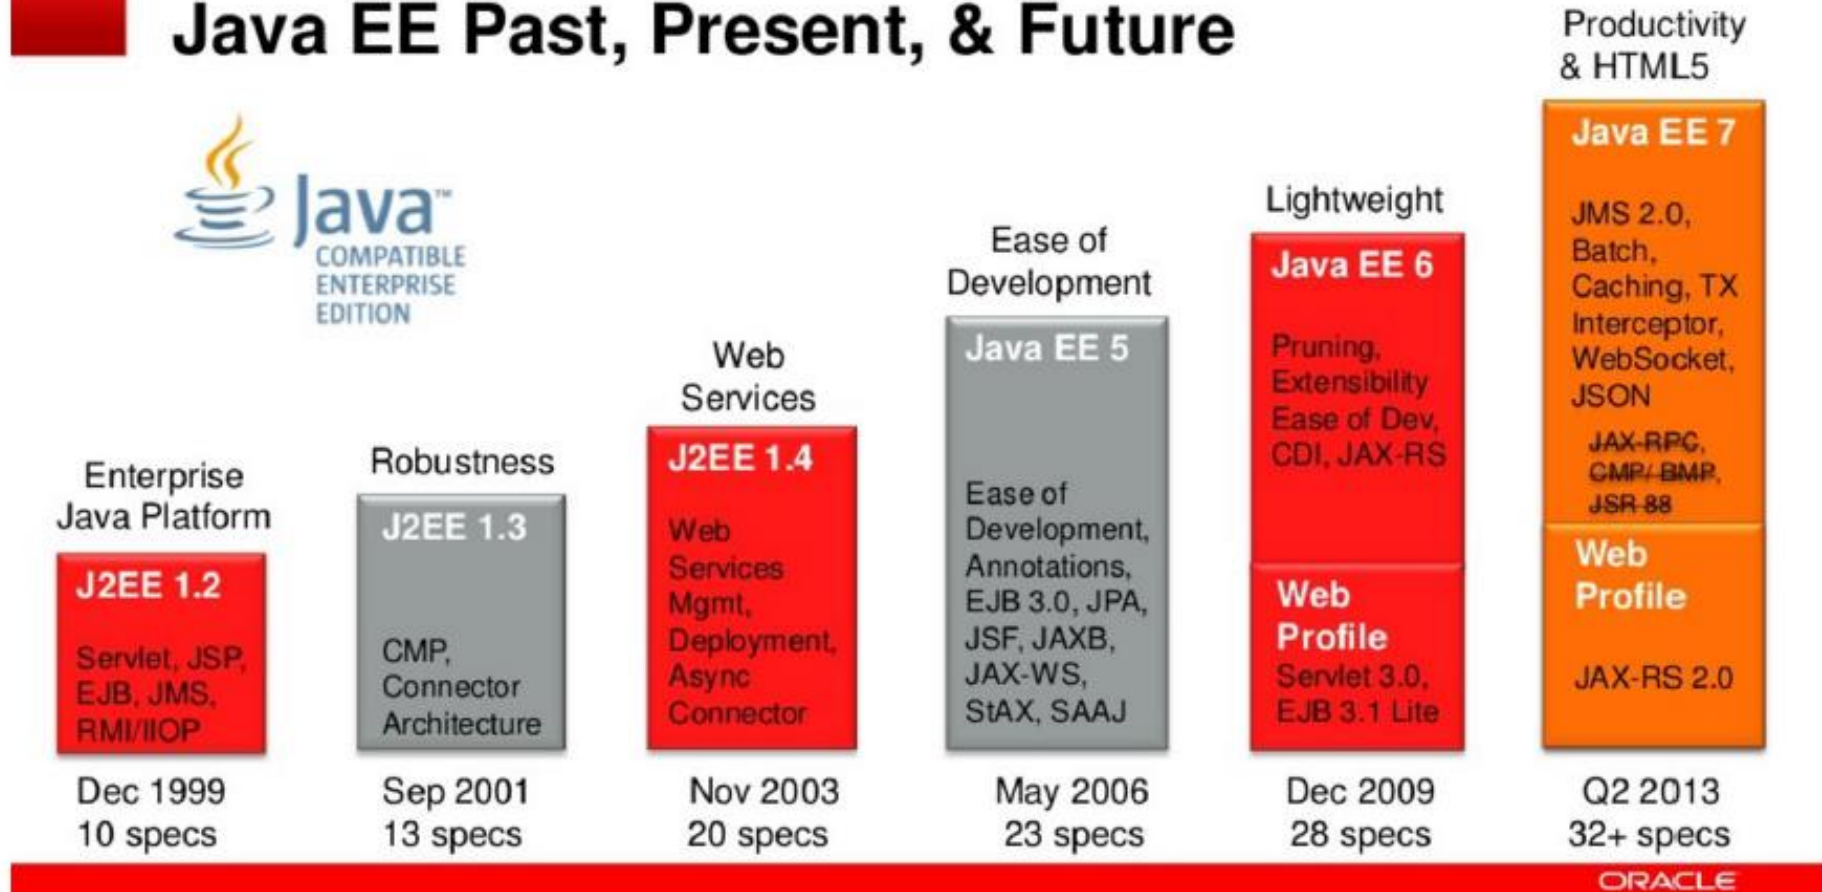 Java EE Past, Present, & Future
Java™
COMPATIBLE
ENTERPRISE
EDITION
Enterprise
Java Platform
J2EE 1.2
Servlet, JSP,
EJB, JMS,
RMI/IIOP
Dec 1999
10 specs
Robustness
J2EE 1.3
CMP,
Connector
Architecture
Sep 2001
13 specs
Web
Services
J2EE 1.4
Web
Services
Mgmt,
Deployment,
Async
Connector
Nov 2003
20 specs
Ease of
Development
Java EE 5
Ease of
Development,
Annotations,
EJB 3.0, JPA,
JSF, JAXB,
JAX-WS,
StAX, SAAJ
May 2006
23 specs
Lightweight
Java EE 6
Pruning,
Extensibility
Ease of Dev,
CDI, JAX-RS
Web
Profile
Servlet 3.0,
EJB 3.1 Lite
Dec 2009
28 specs
Productivity
& HTML5
Java EE 7
JMS 2.0,
Batch,
Caching, TX
Interceptor,
WebSocket,
JSON
JAX-RPC,
CMP/ BMP,
JSR 88
Web
Profile
JAX-RS 2.0
Q2 2013
32+ specs
ORACLE